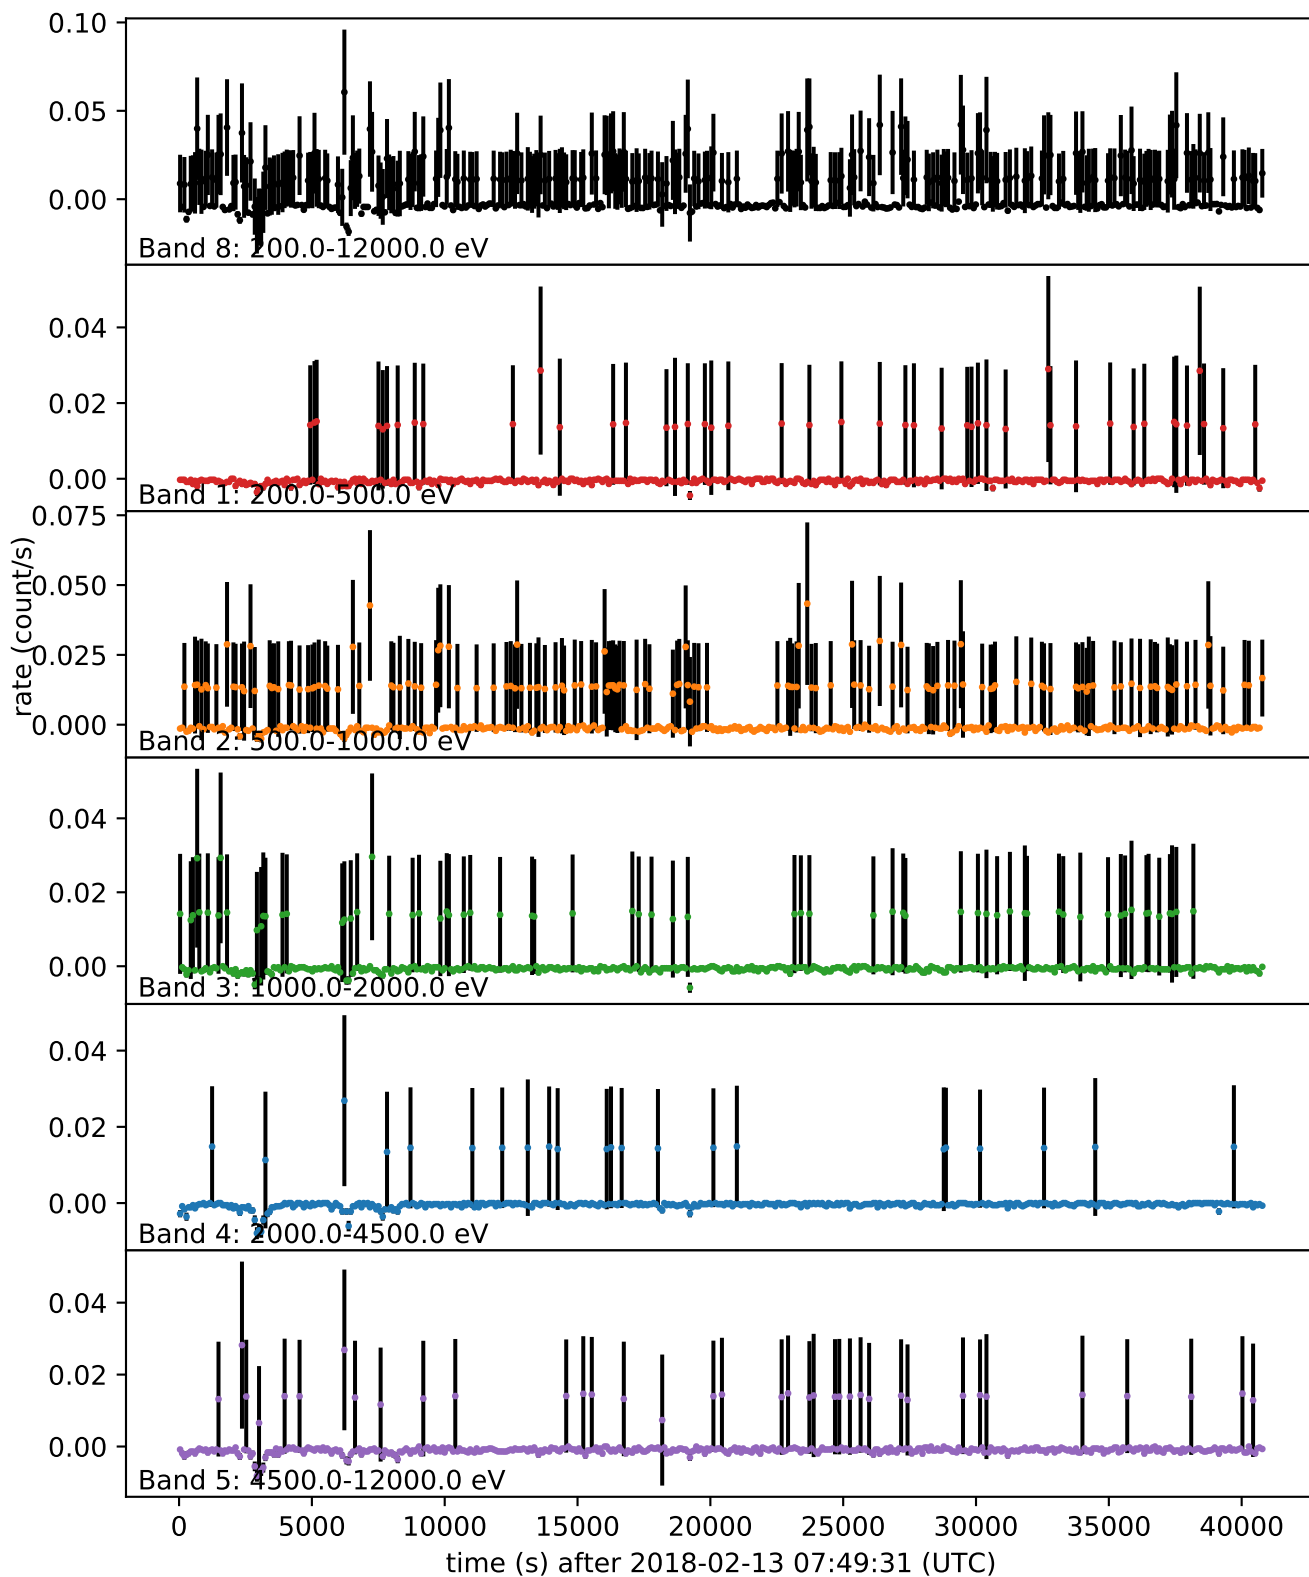 0.10
0.05
0.00
Band 8: 200.0-12000.0 eV
0.04
0.02
0.00
Band 1: 200.0-500.0 eV
rate (count/s)
0.075
0.050
0.025
0.000
Band 2: 500.0-1000.0 eV
0.04
0.02
0.00
Band 3: 1000.0-2000.0 eV
0.04
0.02
0.00
Band 4: 2000.0-4500.0 eV
0.04
0.02
0.00
Band 5: 4500.0-12000.0 eV
0 5000 10000 15000 20000 25000 30000 35000 40000
time (s) after 2018-02-13 07:49:31 (UTC)